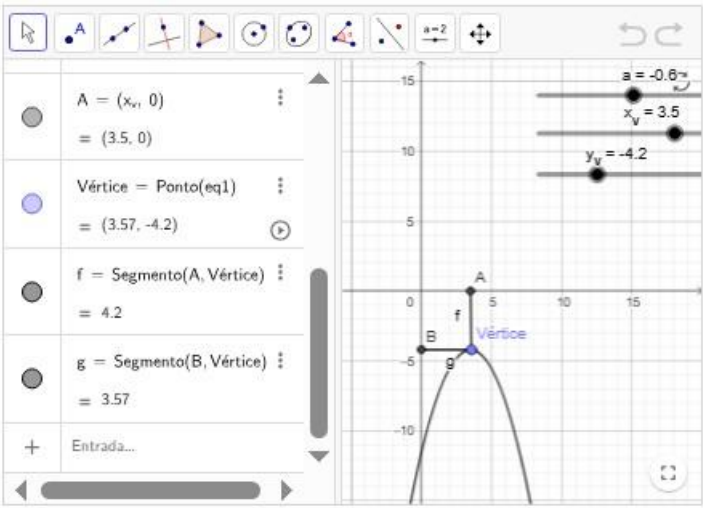 A
a=2
A = (xᵥ, 0)
= (3.5, 0)
Vértice = Ponto(eq1)
= (3.57, -4.2)
f = Segmento(A, Vértice)
= 4.2
g = Segmento(B, Vértice)
= 3.57
+ Entrada...
a = -0.6
xᵥ = 3.5
yᵥ = -4.2
15
10
5
A
0 5 10 15
f
B Vértice
-5
g
-10